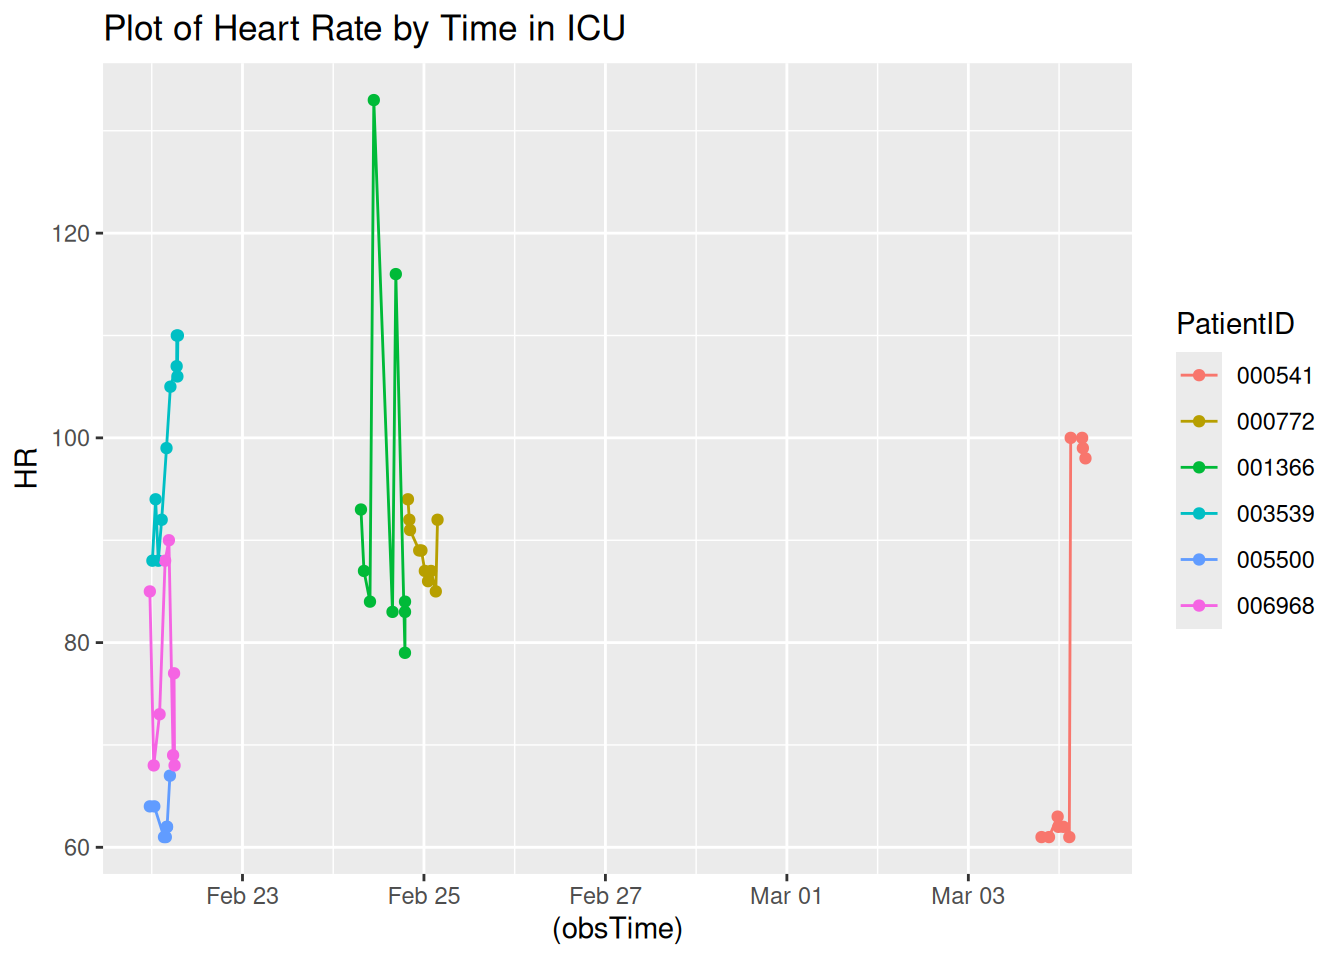 Plot of Heart Rate by Time in ICU
120
100
80
60
HR
Feb 23 Feb 25 Feb 27 Mar 01 Mar 03
(obsTime)
PatientID
000541
000772
001366
003539
005500
006968